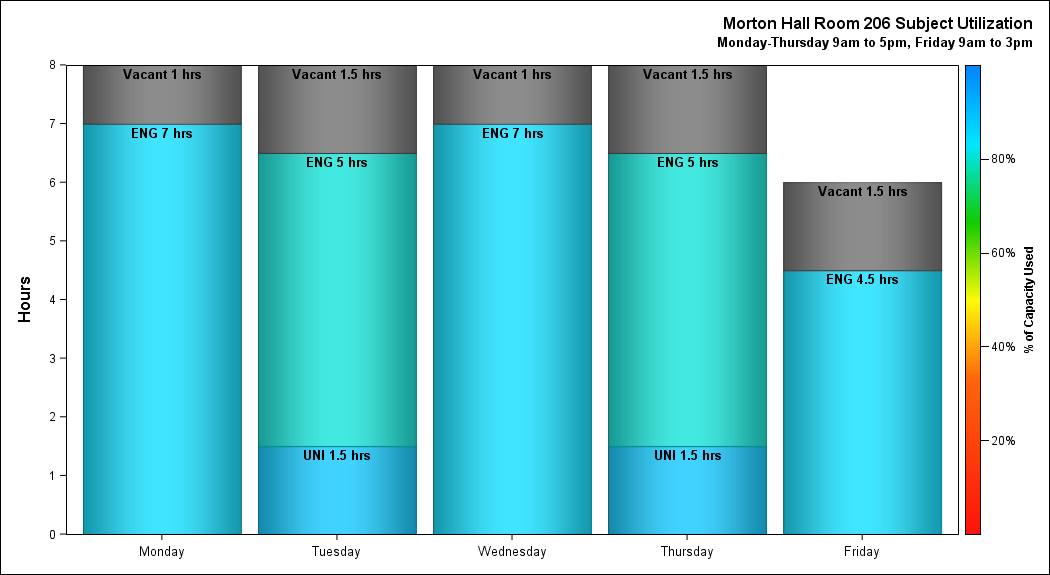 Morton Hall Room 206 Subject Utilization
Monday-Thursday 9am to 5pm, Friday 9am to 3pm
Hours
8
7
6
5
4
3
2
1
0
Vacant 1 hrs
ENG 7 hrs
Vacant 1.5 hrs
ENG 5 hrs
UNI 1.5 hrs
Vacant 1 hrs
ENG 7 hrs
Vacant 1.5 hrs
ENG 5 hrs
UNI 1.5 hrs
Vacant 1.5 hrs
ENG 4.5 hrs
Monday
Tuesday
Wednesday
Thursday
Friday
80%
60%
40%
20%
% of Capacity Used